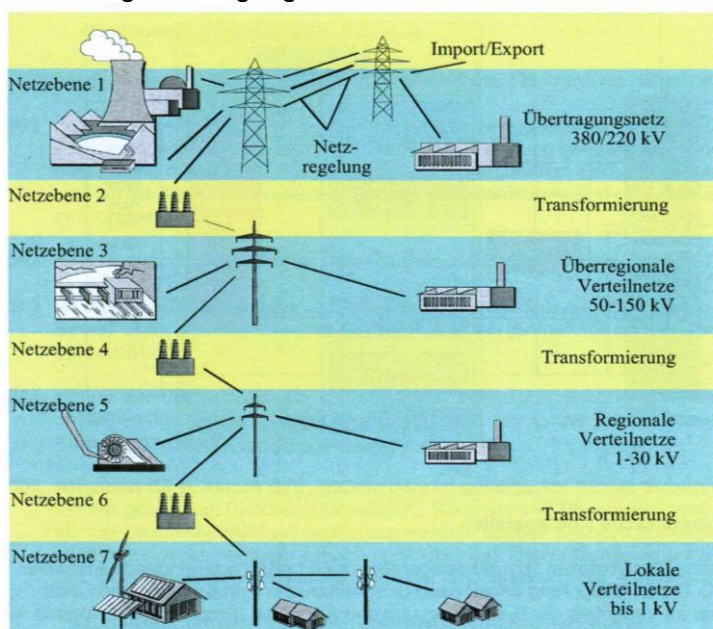 Import/Export
Netzebene 1
Übertragungsnetz
380/220 kV
Netz-
regelung
Netzebene 2
Transformierung
Netzebene 3
Überregionale
Verteilnetze
50-150 kV
Netzebene 4
Transformierung
Netzebene 5
Regionale
Verteilnetze
1-30 kV
Netzebene 6
Transformierung
Netzebene 7
Lokale
Verteilnetze
bis 1 kV